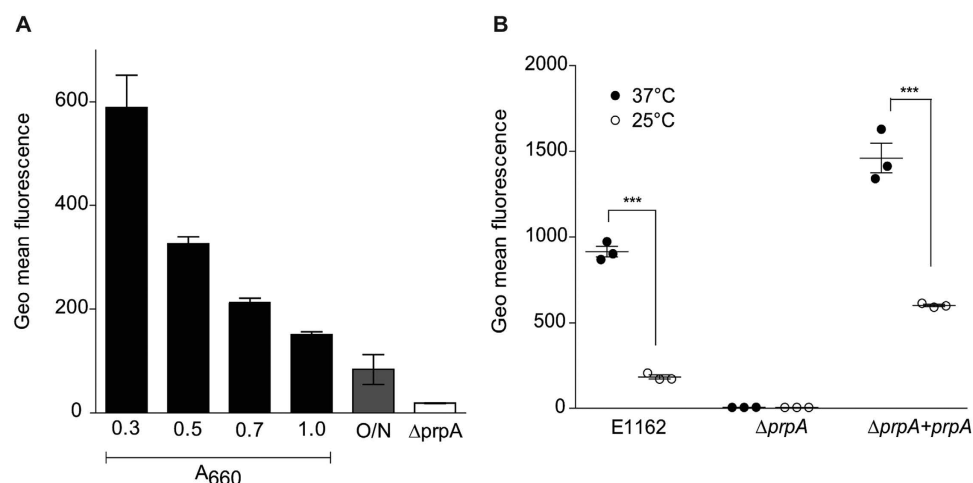 A
Geo mean fluorescence
600
400
200
0
0.3 0.5 0.7 1.0 O/N ΔprpA
A660
B
Geo mean fluorescence
2000
1500
1000
500
0
37°C
25°C
***
***
E1162 ΔprpA ΔprpA+prpA